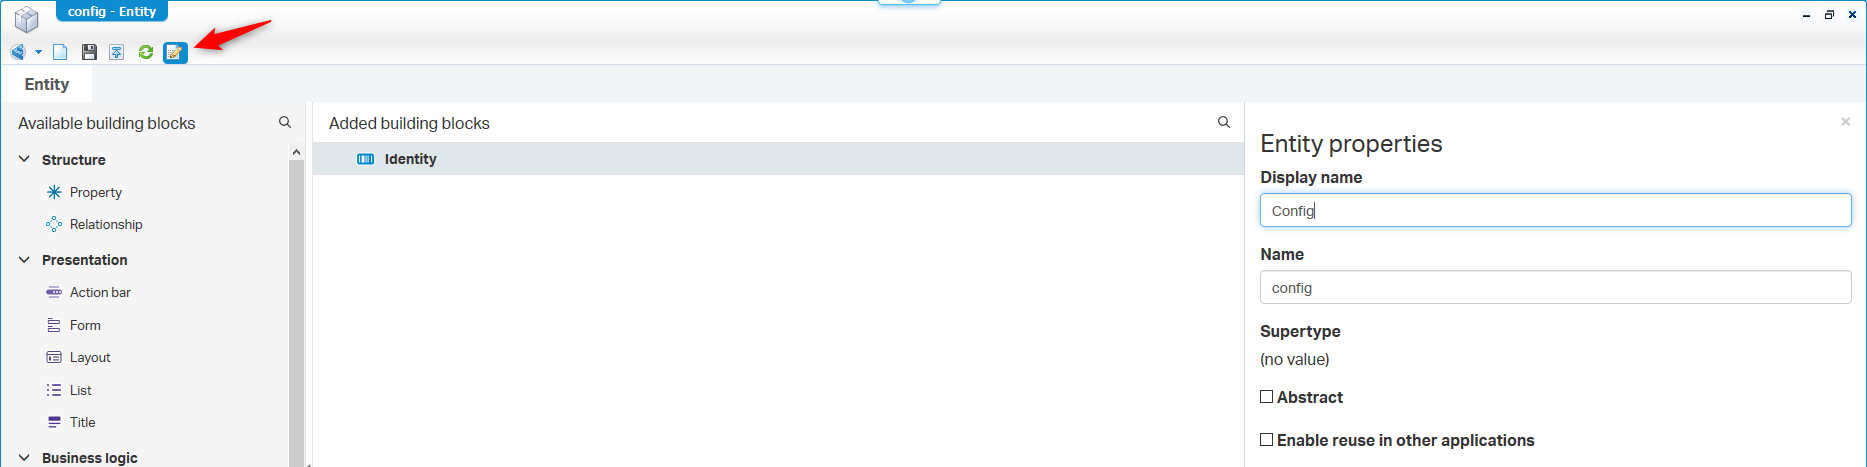 config - Entity
Entity
Available building blocks
Structure
Property
Relationship
Presentation
Action bar
Form
Layout
List
Title
Business logic
Added building blocks
Identity
Entity properties
Display name
Config
Name
config
Supertype
(no value)
Abstract
Enable reuse in other applications